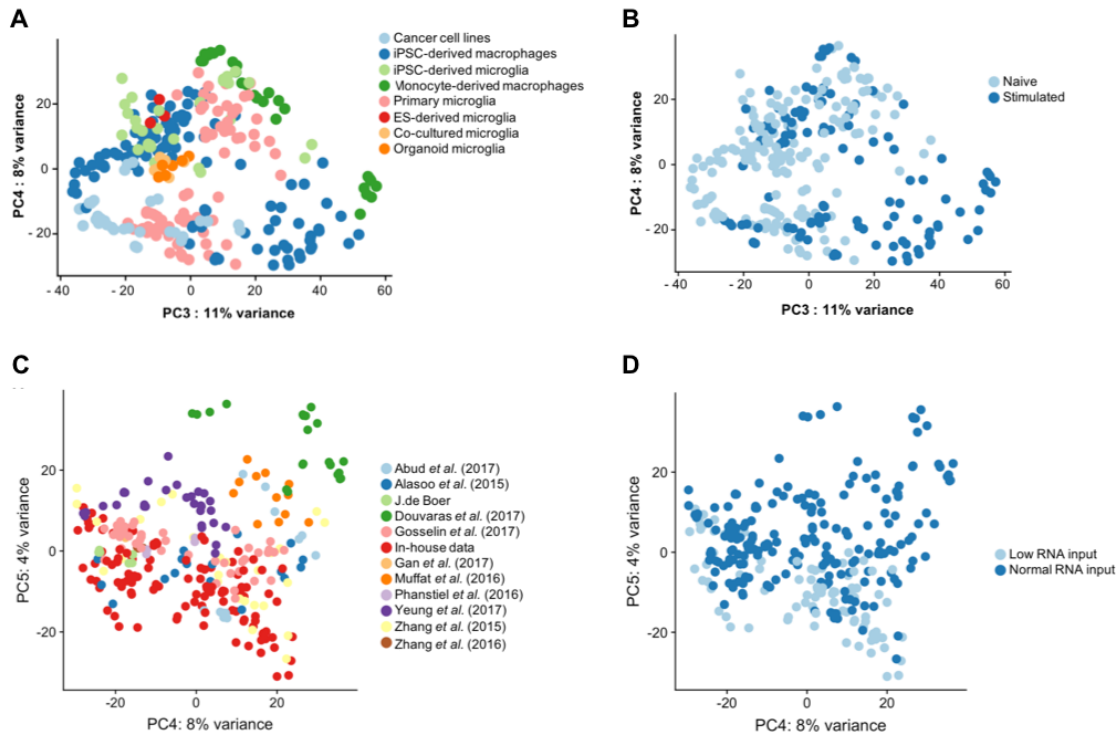 A
Cancer cell lines
iPSC-derived macrophages
iPSC-derived microglia
Monocyte-derived macrophages
Primary microglia
ES-derived microglia
Co-cultured microglia
Organoid microglia
20
0
- 20
PC4 : 8% variance
- 40
- 20
0
20
40
60
PC3 : 11% variance
B
Naive
Stimulated
20
0
-20
PC4 : 8% variance
- 40
- 20
0
20
40
60
PC3 : 11% variance
C
Abud et al. (2017)
Alasoo et al. (2015)
J.de Boer
Douvaras et al. (2017)
Gosselin et al. (2017)
In-house data
Gan et al. (2017)
Muffat et al. (2016)
Phanstiel et al. (2016)
Yeung et al. (2017)
Zhang et al. (2015)
Zhang et al. (2016)
20
0
-20
PC5: 4% variance
-20
0
20
PC4: 8% variance
D
Low RNA input
Normal RNA input
20
0
-20
PC5: 4% variance
-20
0
20
PC4: 8% variance